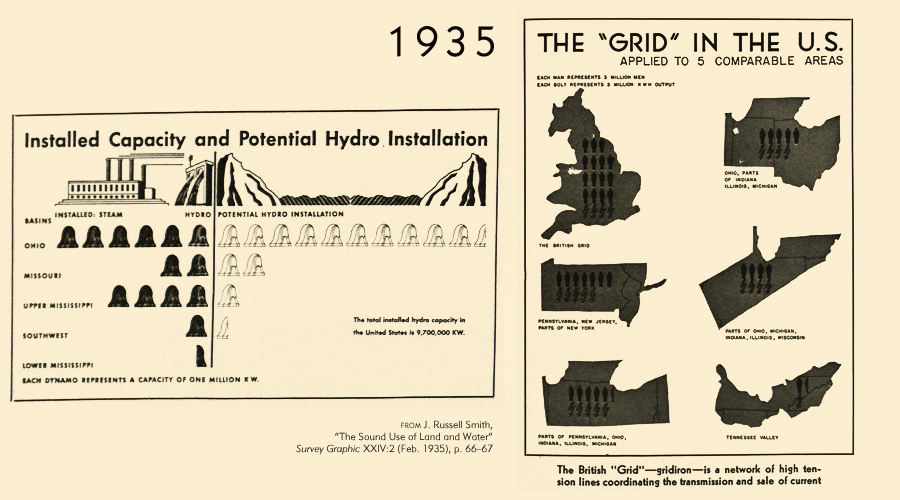 1935
Installed Capacity and Potential Hydro Installation
INSTALLED: STEAM HYDRO POTENTIAL HYDRO INSTALLATION
BASINS
OHIO
MISSOURI
UPPER MISSISSIPPI
SOUTHWEST
LOWER MISSISSIPPI
The total installed hydro capacity in
the United States is 9,700,000 KW.
EACH DYNAMO REPRESENTS A CAPACITY OF ONE MILLION KW.
FROM J. Russell Smith,
"The Sound Use of Land and Water"
Survey Graphic XXIV:2 (Feb. 1935), p. 66–67
THE "GRID" IN THE U.S.
APPLIED TO 5 COMPARABLE AREAS
EACH MAN REPRESENTS 3 MILLION MEN
EACH BOLT REPRESENTS 3 MILLION KWH OUTPUT
THE BRITISH GRID
OHIO, PARTS
OF INDIANA
ILLINOIS, MICHIGAN
PENNSYLVANIA, NEW JERSEY,
PARTS OF NEW YORK
PARTS OF OHIO, MICHIGAN,
INDIANA, ILLINOIS, WISCONSIN
PARTS OF PENNSYLVANIA, OHIO,
INDIANA, ILLINOIS, MICHIGAN
TENNESSEE VALLEY
The British "Grid"—gridiron—is a network of high ten-
sion lines coordinating the transmission and sale of current